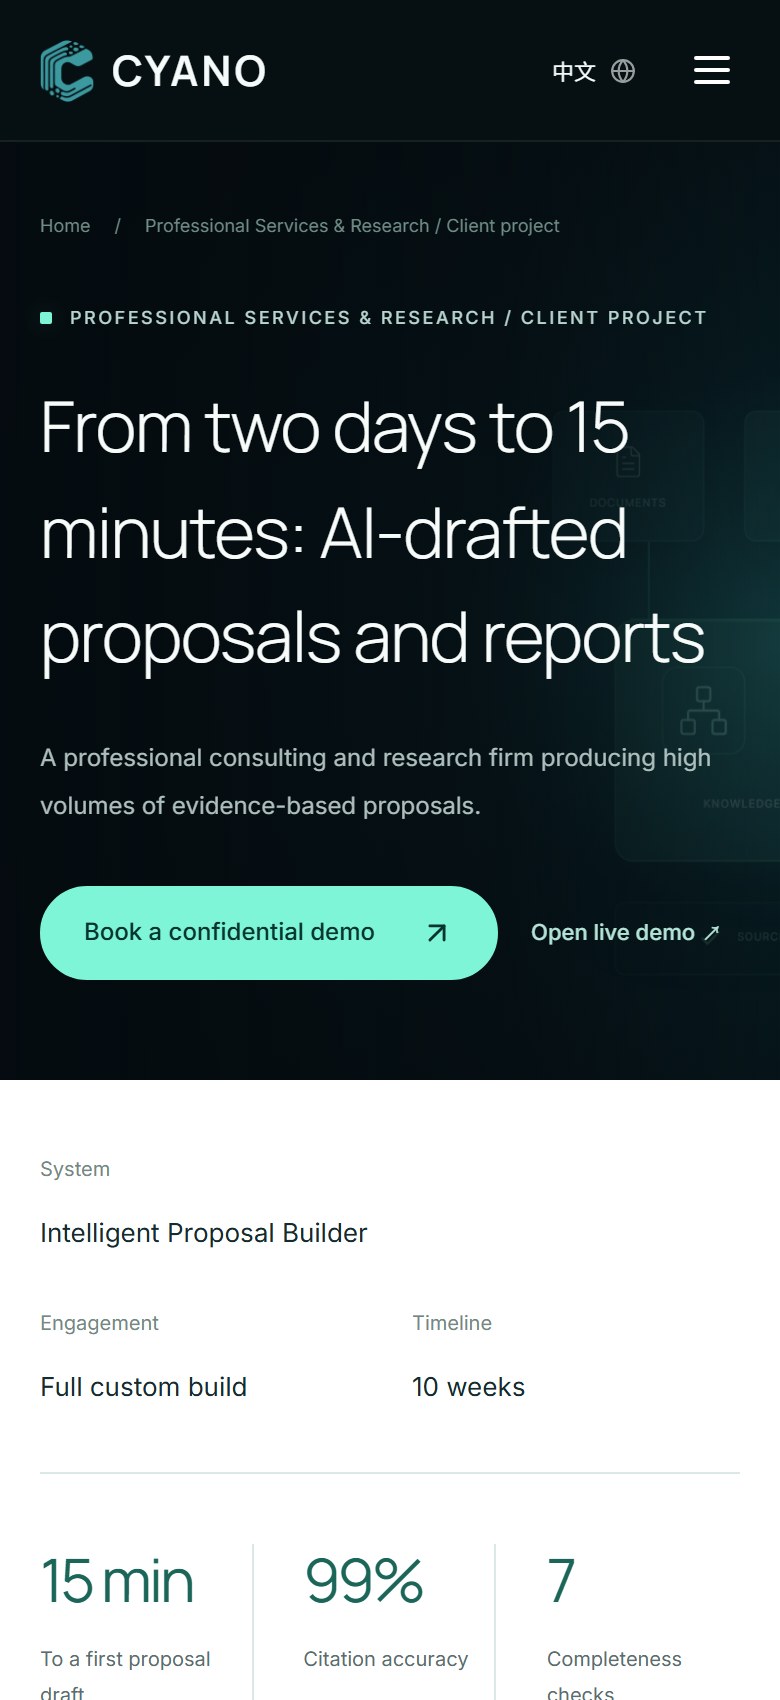 CYANO
中文
Home / Professional Services & Research / Client project
PROFESSIONAL SERVICES & RESEARCH / CLIENT PROJECT
From two days to 15
minutes: AI-drafted
proposals and reports
DOCUMENTS
KNOWLEDGE
A professional consulting and research firm producing high
volumes of evidence-based proposals.
Book a confidential demo
Open live demo ↗
System
Intelligent Proposal Builder
Engagement
Timeline
Full custom build
10 weeks
15 min
99%
7
To a first proposal
draft
Citation accuracy
Completeness
checks